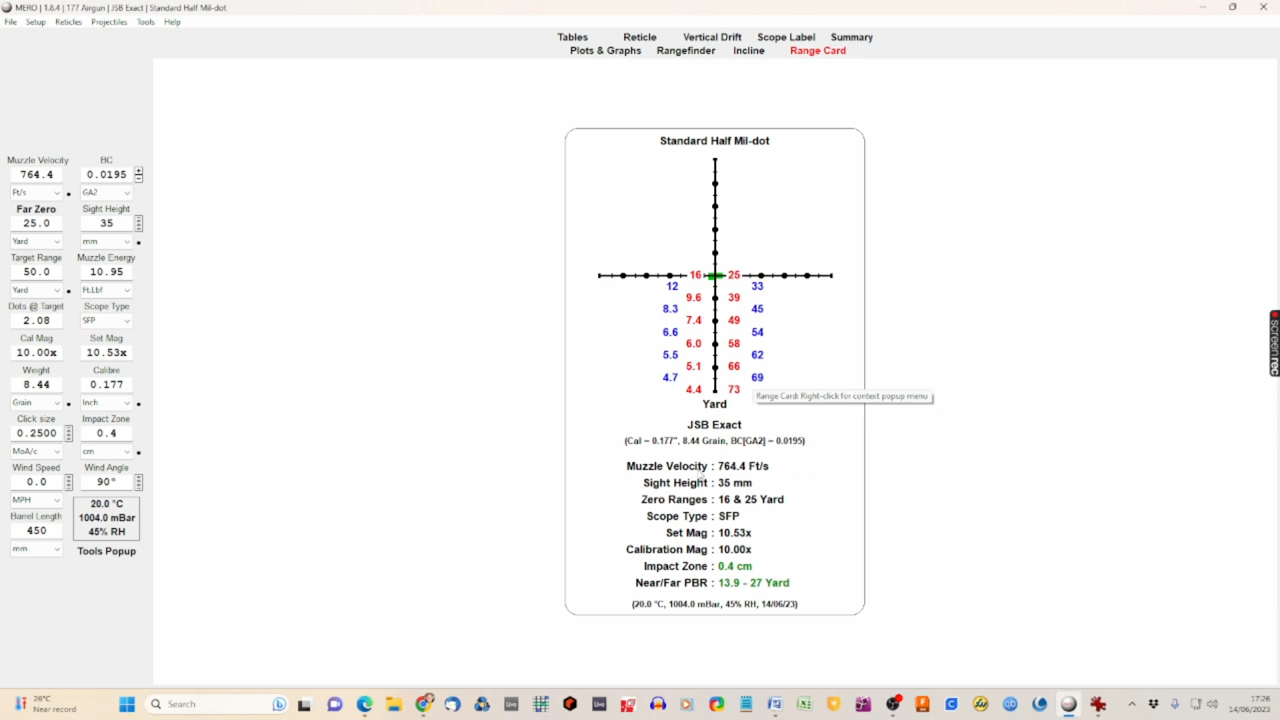 MERO | 1.8.4 | 177 Airgun | JSB Exact | Standard Half Mil-dot
File Setup Reticles Projectiles Tools Help
Tables Reticle Vertical Drift Scope Label Summary
Plots & Graphs Rangefinder Incline Range Card
Muzzle Velocity BC
764.4 0.0195
Ft/s GA2
Far Zero Sight Height
25.0 35
Yard mm
Target Range Muzzle Energy
50.0 10.95
Yard Ft.Lbf
Dots @ Target Scope Type
2.08 SFP
Cal Mag Set Mag
10.00x 10.53x
Weight Calibre
8.44 0.177
Grain Inch
Click size Impact Zone
0.2500 0.4
MoA/c cm
Wind Speed Wind Angle
0.0 90°
MPH
20.0 °C
1004.0 mBar
45% RH
Barrel Length
450
mm
Tools Popup
Standard Half Mil-dot
16 25
12 33
9.6 39
8.3 45
7.4 49
6.6 54
6.0 58
5.5 62
5.1 66
4.7 69
4.4 73
Range Card: Right-click for context popup menu
Yard
JSB Exact
(Cal = 0.177", 8.44 Grain, BC[GA2] = 0.0195)
Muzzle Velocity : 764.4 Ft/s
Sight Height : 35 mm
Zero Ranges : 16 & 25 Yard
Scope Type : SFP
Set Mag : 10.53x
Calibration Mag : 10.00x
Impact Zone : 0.4 cm
Near/Far PBR : 13.9 - 27 Yard
(20.0 °C, 1004.0 mBar, 45% RH, 14/06/23)
screenrec
26°C
Near record
Search
Live
Live
17:26
14/06/2023